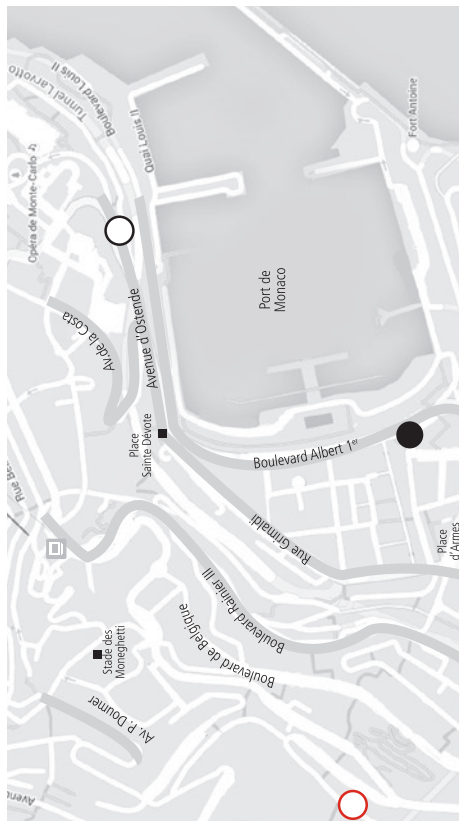 Tunnel Larvotto
Boulevard Louis II
Quai Louis II
Fort Antoine
Opéra de Monte-Carlo
Av.de la Costa
Avenue d'Ostende
Port de
Monaco
Place
Sainte Dévote
Boulevard Albert 1er
Rue Grimaldi
Place
d'Armes
Boulevard Rainier III
Boulevard de Belgique
Stade des
Moneghetti
Av. P. Doumer